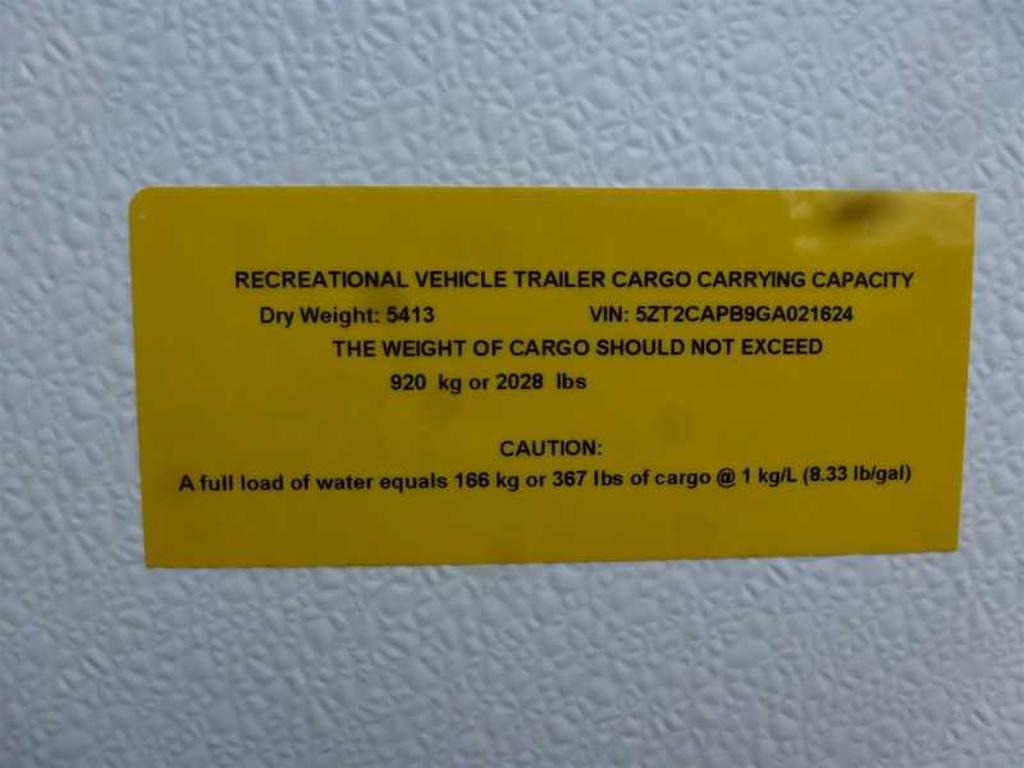 RECREATIONAL VEHICLE TRAILER CARGO CARRYING CAPACITY
Dry Weight: 5413 VIN: 5ZT2CAPB9GA021624
THE WEIGHT OF CARGO SHOULD NOT EXCEED
920 kg or 2028 lbs
CAUTION:
A full load of water equals 166 kg or 367 lbs of cargo @ 1 kg/L (8.33 lb/gal)